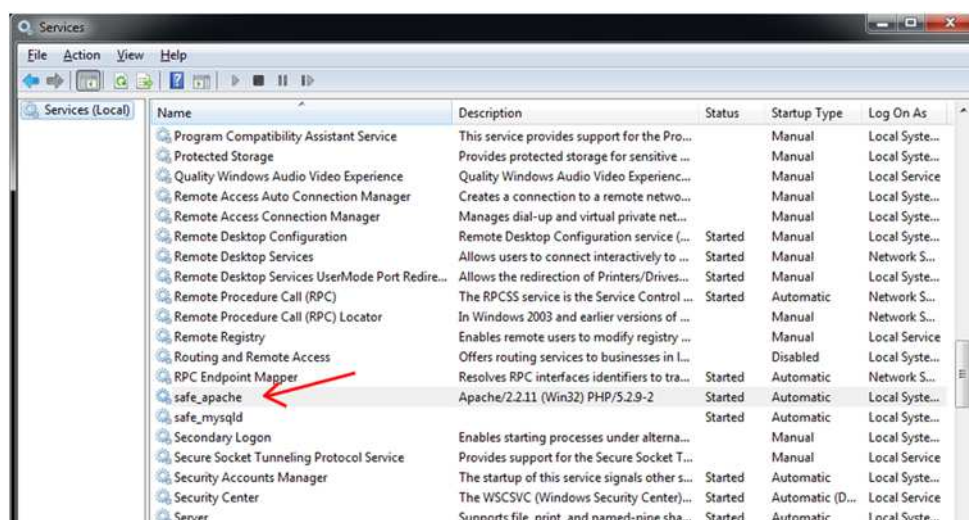 Services
File Action View Help
Services (Local)
Name Description Status Startup Type Log On As
Program Compatibility Assistant Service This service provides support for the Pro... Manual Local Syste...
Protected Storage Provides protected storage for sensitive ... Manual Local Syste...
Quality Windows Audio Video Experience Quality Windows Audio Video Experienc... Manual Local Service
Remote Access Auto Connection Manager Creates a connection to a remote netwo... Manual Local Syste...
Remote Access Connection Manager Manages dial-up and virtual private net... Manual Local Syste...
Remote Desktop Configuration Remote Desktop Configuration service (... Started Manual Local Syste...
Remote Desktop Services Allows users to connect interactively to ... Started Manual Network S...
Remote Desktop Services UserMode Port Redire... Allows the redirection of Printers/Drives... Started Manual Local Syste...
Remote Procedure Call (RPC) The RPCSS service is the Service Control ... Started Automatic Network S...
Remote Procedure Call (RPC) Locator In Windows 2003 and earlier versions of ... Manual Network S...
Remote Registry Enables remote users to modify registry ... Manual Local Service
Routing and Remote Access Offers routing services to businesses in l... Disabled Local Syste...
RPC Endpoint Mapper Resolves RPC interfaces identifiers to tra... Started Automatic Network S...
safe_apache Apache/2.2.11 (Win32) PHP/5.2.9-2 Started Automatic Local Syste...
safe_mysqld Started Automatic Local Syste...
Secondary Logon Enables starting processes under alterna... Manual Local Syste...
Secure Socket Tunneling Protocol Service Provides support for the Secure Socket T... Manual Local Service
Security Accounts Manager The startup of this service signals other s... Started Automatic Local Syste...
Security Center The WSCSVC (Windows Security Center)... Started Automatic (D... Local Service
Server Supports file, print, and named-pipe sha... Started Automatic Local Syste...